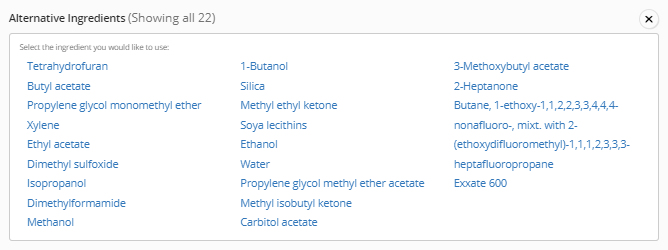 Alternative Ingredients (Showing all 22)
Select the ingredient you would like to use:
Tetrahydrofuran
Butyl acetate
Propylene glycol monomethyl ether
Xylene
Ethyl acetate
Dimethyl sulfoxide
Isopropanol
Dimethylformamide
Methanol
1-Butanol
Silica
Methyl ethyl ketone
Soya lecithins
Ethanol
Water
Propylene glycol methyl ether acetate
Methyl isobutyl ketone
Carbitol acetate
3-Methoxybutyl acetate
2-Heptanone
Butane, 1-ethoxy-1,1,2,2,3,3,4,4,4-
nonafluoro-, mixt. with 2-
(ethoxydifluoromethyl)-1,1,1,2,3,3,3-
heptafluoropropane
Exxate 600